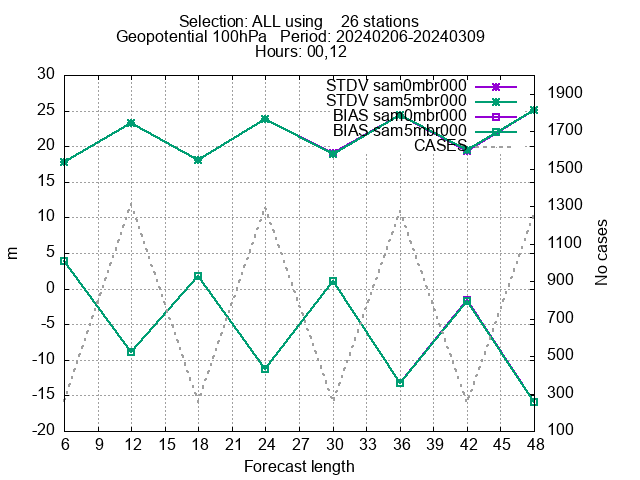 Selection: ALL using    26 stations
Geopotential 100hPa   Period: 20240206-20240309
Hours: 00,12
STDV sam0mbr000
STDV sam5mbr000
BIAS sam0mbr000
BIAS sam5mbr000
CASES
30
25
20
15
10
5
0
-5
-10
-15
-20
m
1900
1700
1500
1300
1100
900
700
500
300
100
No cases
6 9 12 15 18 21 24 27 30 33 36 39 42 45 48
Forecast length